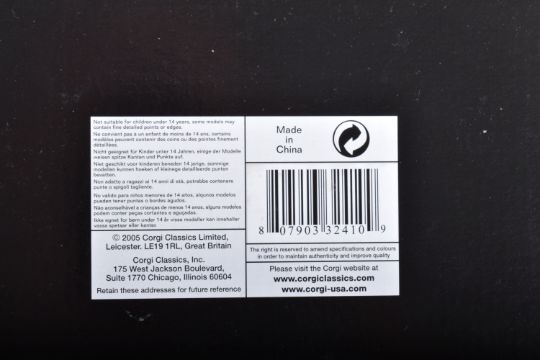 Not suitable for children under 14 years, some models may
contain fine detailed points or edges.
Ne convient pas a un enfant de moins de 14 ans, certains
modèles peuvent contenir des coins ou des pointes finement
détaillées.
Nicht geeignet für Kinder unter 14 Jahren, einige der Modelle
weisen spitze Kanten und Punkte auf.
Niet geschikt voor kinderen beneden 14 jarige, sommige
modellen kunnen hoeken of kleinege detailleerde punten
bevatten.
Non adatto a ragazzi ai 14 anni di età, potrebbe contenere
punte o spigoli taglienti.
No valido para niños menores de 14 años, algunos modelos
pueden tener puntas o bordes agudos.
Não aconselhável a crianças de menos 14 anos, alguns modelos
podem conter peças cortantes o aguçadas.
Ikke egnet for børn under 14 år visse modeller kan indeholder
visse spidser eller kanter
© 2005 Corgi Classics Limited,
Leicester. LE19 1RL, Great Britain
Corgi Classics, Inc.
175 West Jackson Boulevard,
Suite 1770 Chicago, Illinois 60604
Retain these addresses for future reference
Made
in
China
8 07903 32410 9
The right is reserved to amend specifications and colours
in order to maintain authenticity and improve quality
Please visit the Corgi website at
www.corgiclassics.com
www.corgi-usa.com